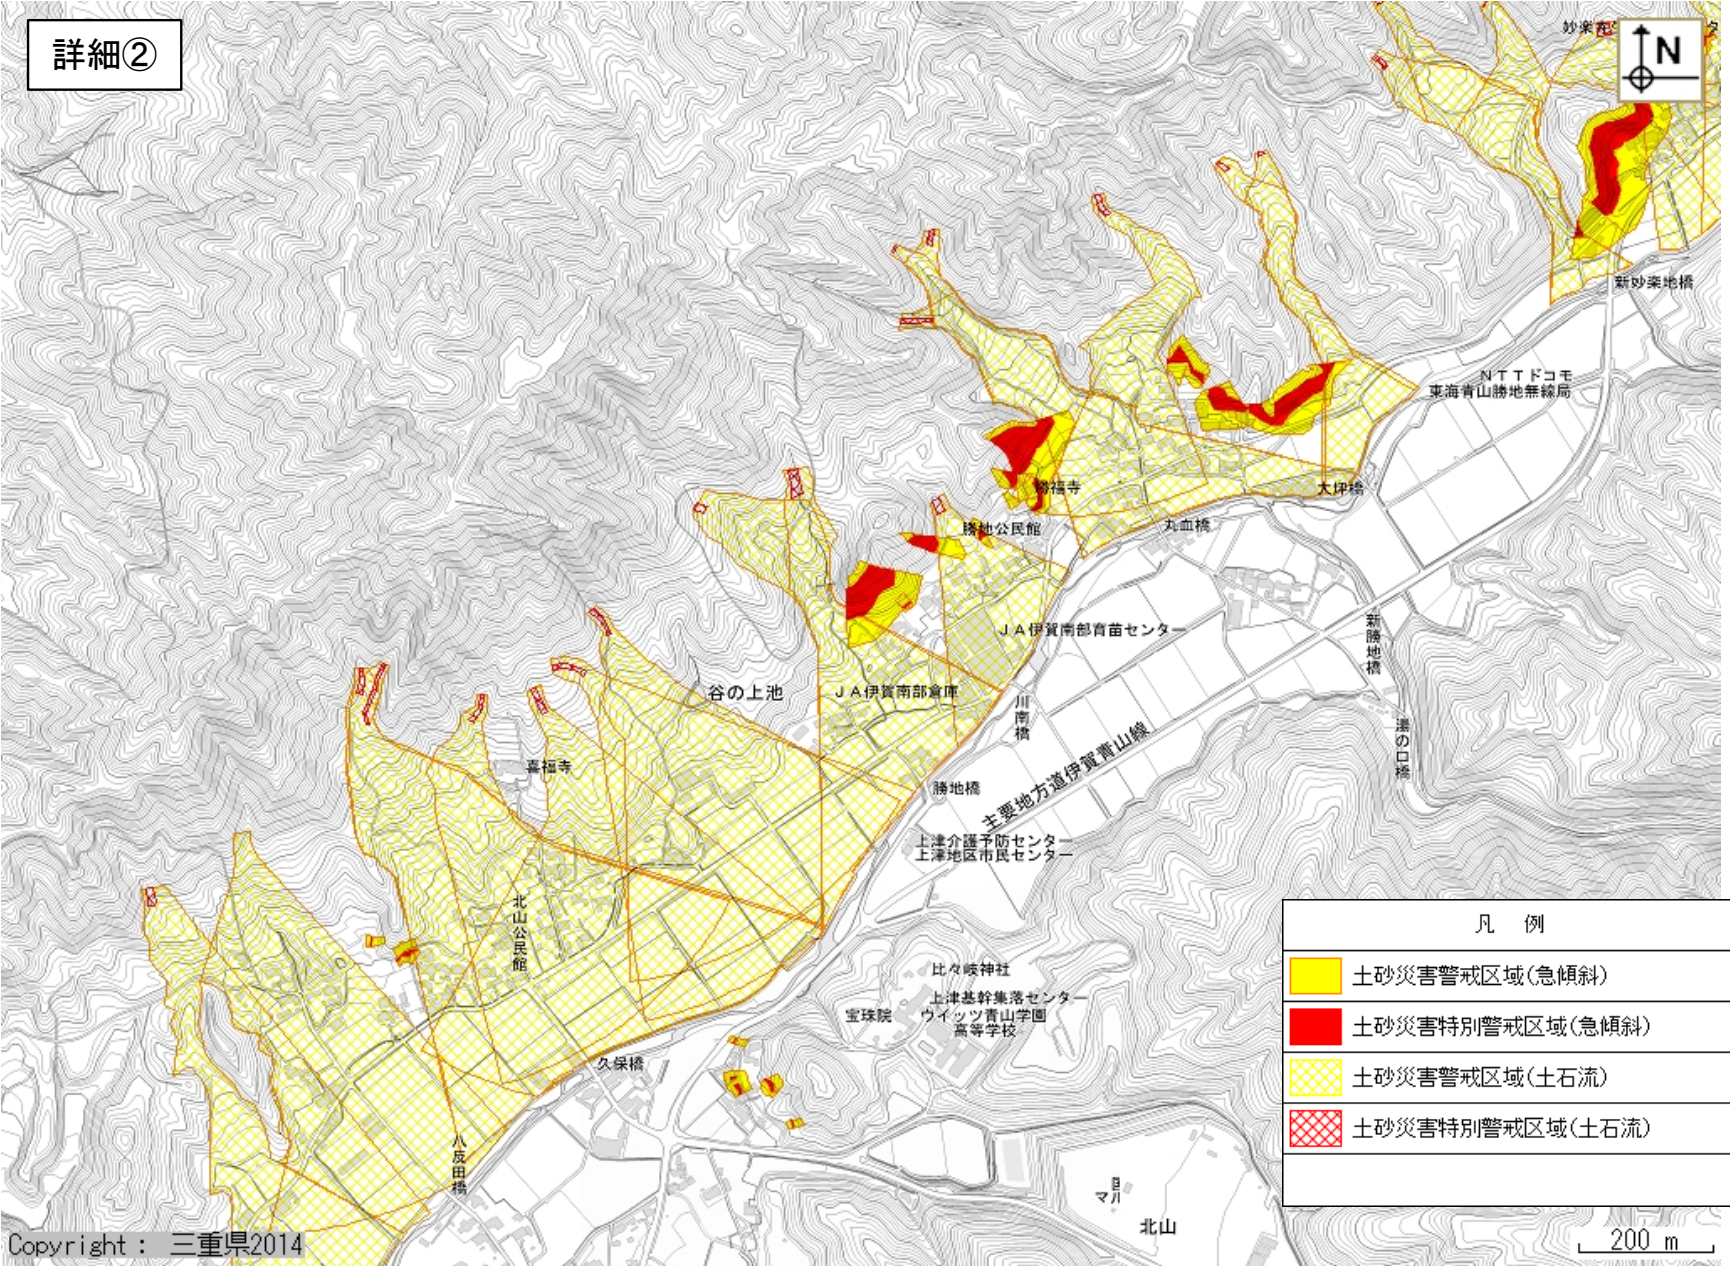 詳細②
妙楽
N
新妙楽地橋
NTTドコモ
東海青山勝地無線局
勝福寺
大坪橋
勝地公民館
丸血橋
JA伊賀南部育苗センター
新勝地橋
谷の上池
JA伊賀南部倉庫
川南橋
湯の口橋
主要地方道伊賀青山線
喜福寺
勝地橋
上津介護予防センター
上津地区市民センター
北山公民館
比々岐神社
上津基幹集落センター
宝珠院
ウイッツ青山学園
高等学校
久保橋
八反田橋
北山
凡 例
土砂災害警戒区域(急傾斜)
土砂災害特別警戒区域(急傾斜)
土砂災害警戒区域(土石流)
土砂災害特別警戒区域(土石流)
200 m
Copyright : 三重県2014